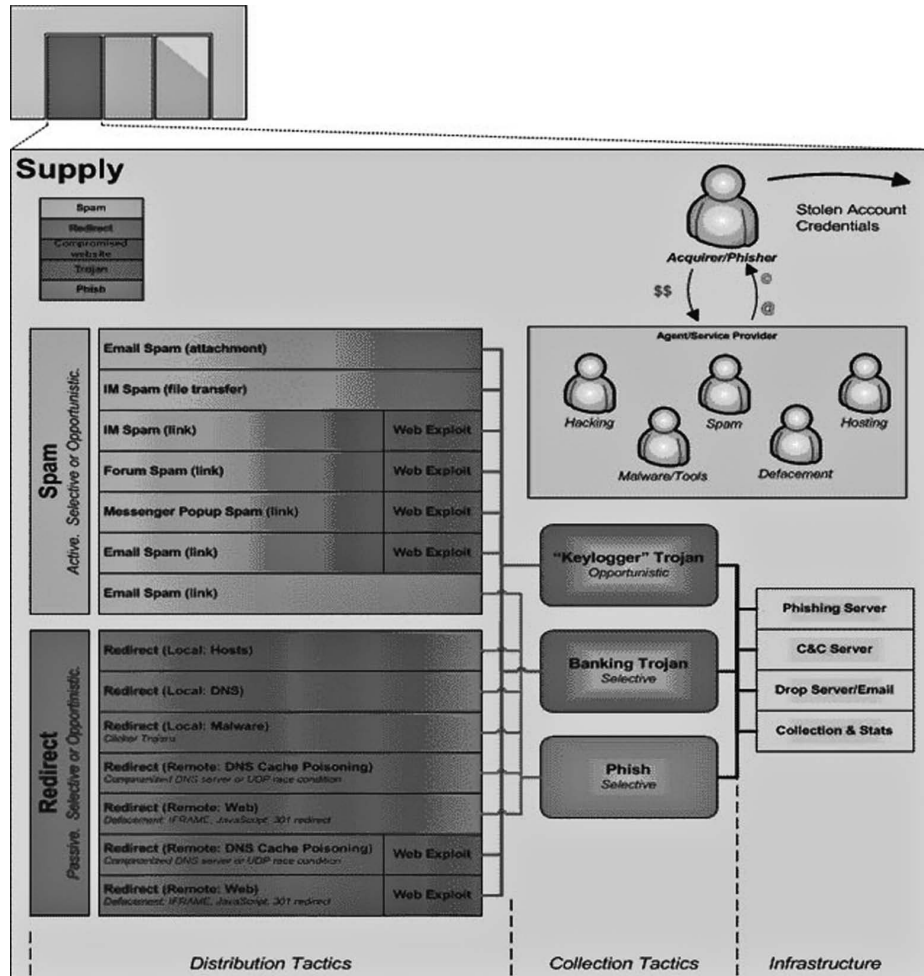 Supply
Spam
Redirect
Compromised
website
Trojan
Phish
Stolen Account
Credentials
Acquirer/Phisher
$$
©
@
Agent/Service Provider
Hacking
Spam
Hosting
Malware/Tools
Defacement
Spam
Active. Selective or Opportunistic.
Email Spam (attachment)
IM Spam (file transfer)
IM Spam (link)
Web Exploit
Forum Spam (link)
Web Exploit
Messenger Popup Spam (link)
Web Exploit
Email Spam (link)
Web Exploit
Email Spam (link)
Redirect
Passive. Selective or Opportinistic.
Redirect (Local: Hosts)
Redirect (Local: DNS)
Redirect (Local: Malware)
Clicker Trojans
Redirect (Remote: DNS Cache Poisoning)
Compromized DNS server or UDP race condition
Redirect (Remote: Web)
Defacement: IFRAME, JavaScript, 301 redirect
Redirect (Remote: DNS Cache Poisoning)
Compromized DNS server or UDP race condition
Web Exploit
Redirect (Remote: Web)
Defacement: IFRAME, JavaScript, 301 redirect
Web Exploit
"Keylogger" Trojan
Opportunistic
Banking Trojan
Selective
Phish
Selective
Phishing Server
C&C Server
Drop Server/Email
Collection & Stats
Distribution Tactics
Collection Tactics
Infrastructure